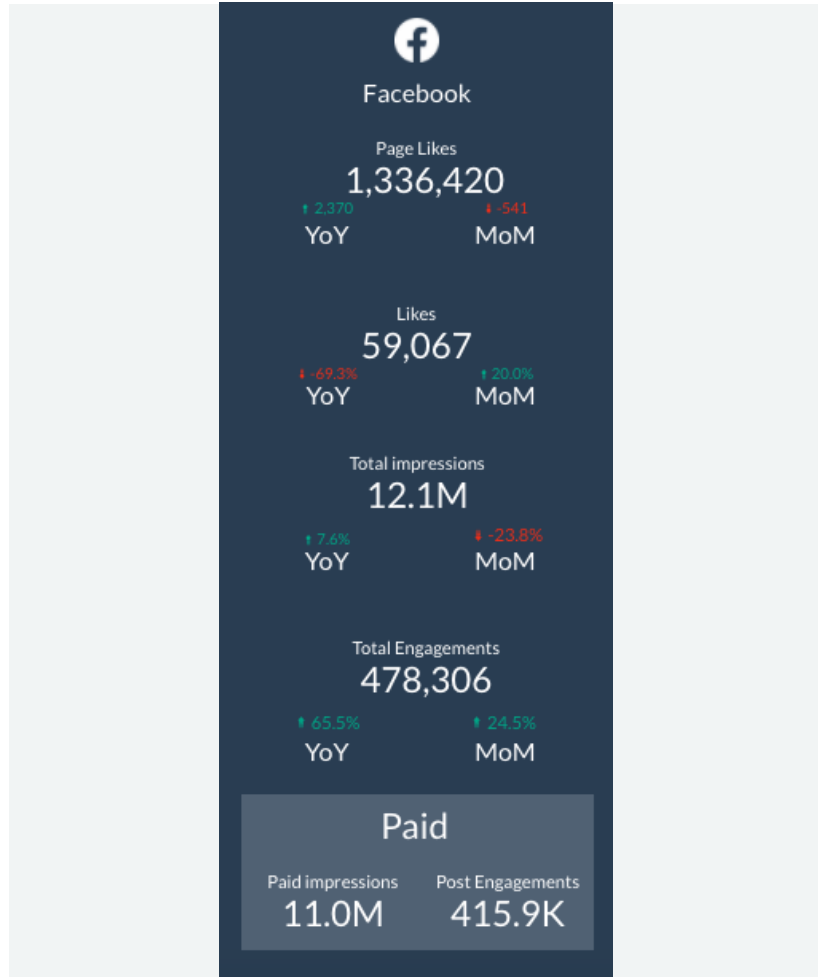 Facebook
Page Likes
1,336,420
2,370 -541
YoY MoM
Likes
59,067
-69.3% 20.0%
YoY MoM
Total impressions
12.1M
7.6% -23.8%
YoY MoM
Total Engagements
478,306
65.5% 24.5%
YoY MoM
Paid
Paid impressions Post Engagements
11.0M 415.9K